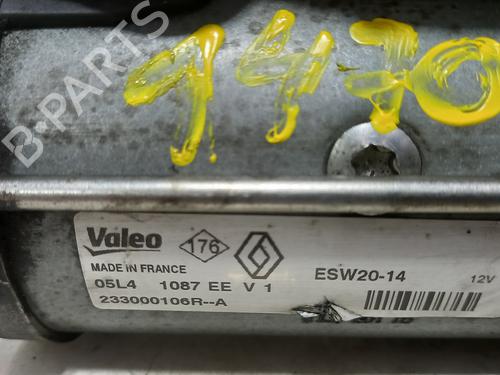 B-PARTS
1470
Valeo
176
MADE IN FRANCE
ESW20-14
12V
05L4 1087 EE V 1
233000106R--A